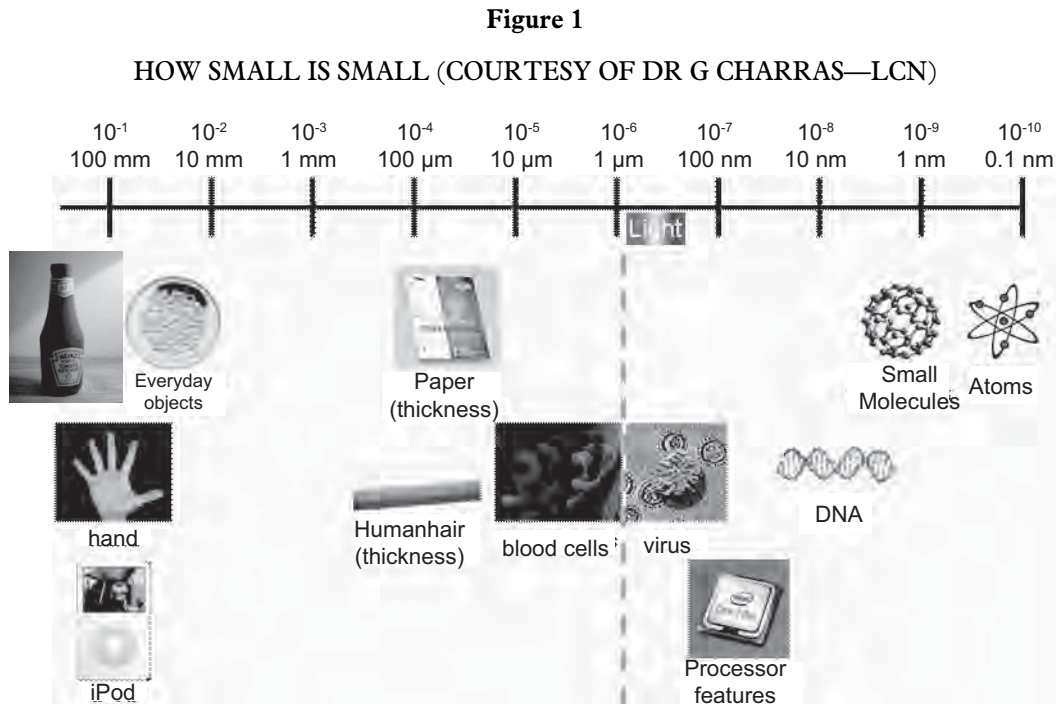 Figure 1
HOW SMALL IS SMALL (COURTESY OF DR G CHARRAS—LCN)
10⁻¹ 10⁻² 10⁻³ 10⁻⁴ 10⁻⁵ 10⁻⁶ 10⁻⁷ 10⁻⁸ 10⁻⁹ 10⁻¹⁰
100 mm 10 mm 1 mm 100 µm 10 µm 1 µm 100 nm 10 nm 1 nm 0.1 nm
Light
HEINZ
Everyday
objects
Paper
(thickness)
Small
Molecules
Atoms
hand
Humanhair
(thickness)
blood cells
virus
DNA
iPod
Processor
features